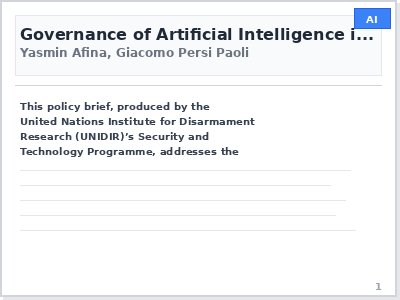 Governance of Artificial Intelligence i...
AI
Yasmin Afina, Giacomo Persi Paoli
This policy brief, produced by the
United Nations Institute for Disarmament
Research (UNIDIR)’s Security and
Technology Programme, addresses the
1